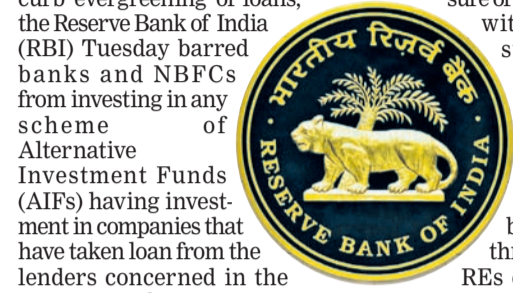 curb evergreening of loans,
the Reserve Bank of India
(RBI) Tuesday barred
banks and NBFCs
from investing in any
scheme of
Alternative
Investment Funds
(AIFs) having invest-
ment in companies that
have taken loan from the
lenders concerned in the
भारतीय रिज़र्व बैंक
RESERVE BANK OF INDIA
REs